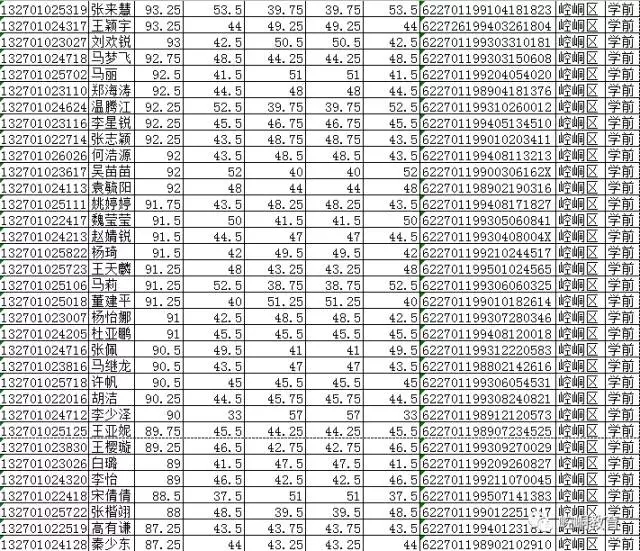 132701025319 张来慧 93.25 53.5 39.75 39.75 53.5 622701199104181823 崆峒区 学前
132701024317 王颖宇 93.25 44 49.25 49.25 44 622726199403261804 崆峒区 学前
132701023027 刘欢锐 93 42.5 50.5 50.5 42.5 622701199303310181 崆峒区 学前
132701024718 马梦飞 92.75 48.5 44.25 44.25 48.5 622701199303150608 崆峒区 学前
132701025702 马丽 92.5 41.5 51 51 41.5 622701199204054020 崆峒区 学前
132701023110 郑海涛 92.5 44.5 48 48 44.5 622701198904181376 崆峒区 学前
132701024624 温腾江 92.25 52.5 39.75 39.75 52.5 622701199310260012 崆峒区 学前
132701023116 李星锐 92.25 45.5 46.75 46.75 45.5 622701199405134510 崆峒区 学前
132701022714 张志颖 92.25 43.5 48.75 48.75 43.5 622701199010203411 崆峒区 学前
132701026026 何浩源 92 43.5 48.5 48.5 43.5 622701199408113213 崆峒区 学前
132701023617 吴苗苗 92 52 40 40 52 62270119900306162X 崆峒区 学前
132701024113 袁毓阳 92 48 44 44 48 622701198902190316 崆峒区 学前
132701025111 姚婷婷 91.75 43.5 48.25 48.25 43.5 622701199408171827 崆峒区 学前
132701022417 魏莹莹 91.5 50 41.5 41.5 50 622701199305060841 崆峒区 学前
132701024213 赵婧锐 91.5 44.5 47 47 44.5 62270119930408004X 崆峒区 学前
132701025822 杨琦 91.5 42 49.5 49.5 42 622701199210244517 崆峒区 学前
132701025723 王天麟 91.25 48 43.25 43.25 48 622701199501024565 崆峒区 学前
132701025106 马莉 91.25 52.5 38.75 38.75 52.5 622701199306060325 崆峒区 学前
132701025018 董建平 91.25 40 51.25 51.25 40 622701199010182614 崆峒区 学前
132701023007 杨怡娜 91 42.5 48.5 48.5 42.5 622701199307280346 崆峒区 学前
132701024205 杜亚鹏 91 45.5 45.5 45.5 45.5 622701199408120018 崆峒区 学前
132701024716 张佩 90.5 49.5 41 41 49.5 622701199312220583 崆峒区 学前
132701023816 马继龙 90.5 43.5 47 47 43.5 622701198802142616 崆峒区 学前
132701025718 许帆 90.5 45 45.5 45.5 45 622701199306054531 崆峒区 学前
132701022016 胡洁 90.25 44.5 45.75 45.75 44.5 622701199308240821 崆峒区 学前
132701024712 李少泽 90 33 57 57 33 622701198912120573 崆峒区 学前
132701025125 王亚妮 89.75 45.5 44.25 44.25 45.5 622701198907234525 崆峒区 学前
132701023830 王樱璇 89.25 46.5 42.75 42.75 46.5 622701199309270029 崆峒区 学前
132701023026 白璐 89 41.5 47.5 47.5 41.5 622701199209260827 崆峒区 学前
132701024320 李怡 89 46.5 42.5 42.5 46.5 622701199211070045 崆峒区 学前
132701022418 宋倩倩 88.5 37.5 51 51 37.5 622701199507141383 崆峒区 学前
132701025722 张楷翊 88 48.5 39.5 39.5 48.5 崆峒区 学前
132701022519 高有谦 87.25 43.5 43.75 43.75 43.5 崆峒区 学前
132701024128 秦少东 87.25 44 43.25 43.25 44 622701198902102910 崆峒区 学前
崆峒教育